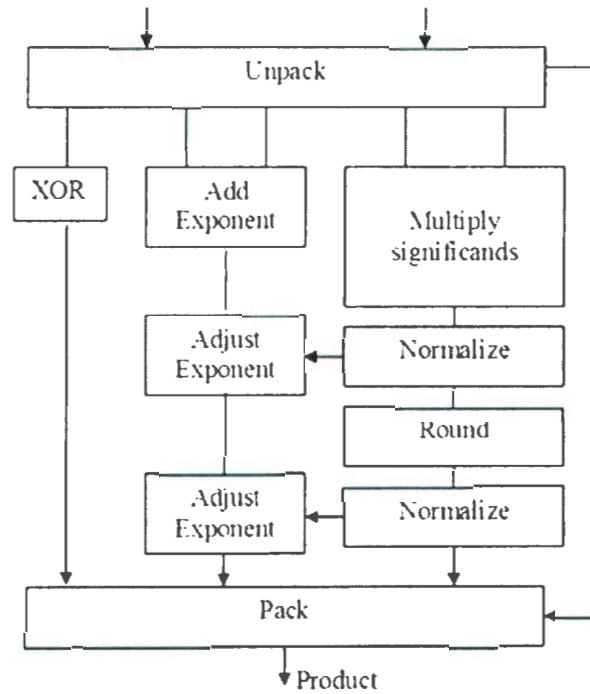 Unpack
XOR
Add
Exponent
Multiply
significands
Adjust
Exponent
Normalize
Round
Adjust
Exponent
Normalize
Pack
Product